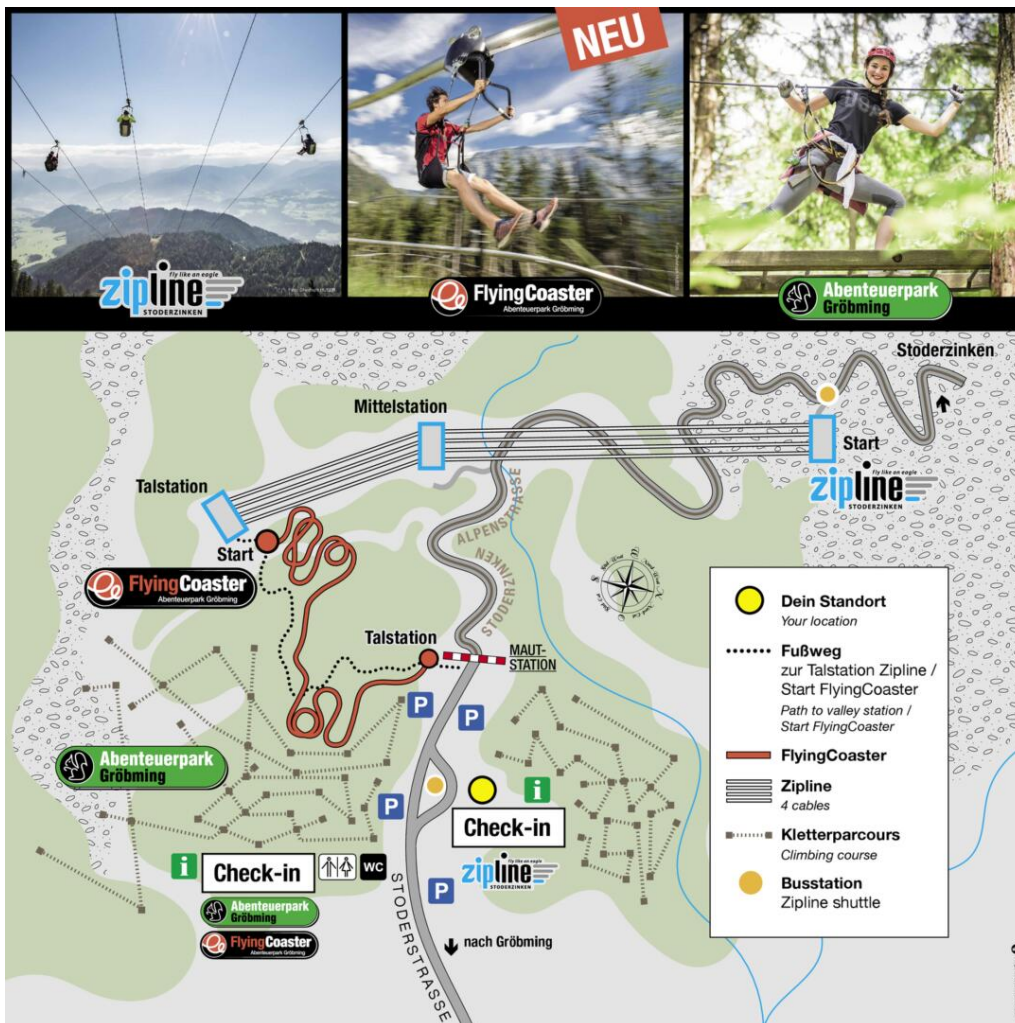 NEU
fly like an eagle
zipline
STODERZINKEN
FlyingCoaster
Abenteuerpark Gröbming
Abenteuerpark
Gröbming
Stoderzinken
Mittelstation
Start
fly like an eagle
zipline
STODERZINKEN
Talstation
Start
FlyingCoaster
Abenteuerpark Gröbming
ALPENSTRASSE
STODERZINKEN
Talstation
MAUT-
STATION
P
P
Abenteuerpark
Gröbming
P
i
Check-in
fly like an eagle
zipline
STODERZINKEN
i
Check-in
WC
P
Abenteuerpark
Gröbming
FlyingCoaster
Abenteuerpark Gröbming
STODERSTRASSE
nach Gröbming
Dein Standort
Your location
Fußweg
zur Talstation Zipline /
Start FlyingCoaster
Path to valley station /
Start FlyingCoaster
FlyingCoaster
Zipline
4 cables
Kletterparcours
Climbing course
Busstation
Zipline shuttle